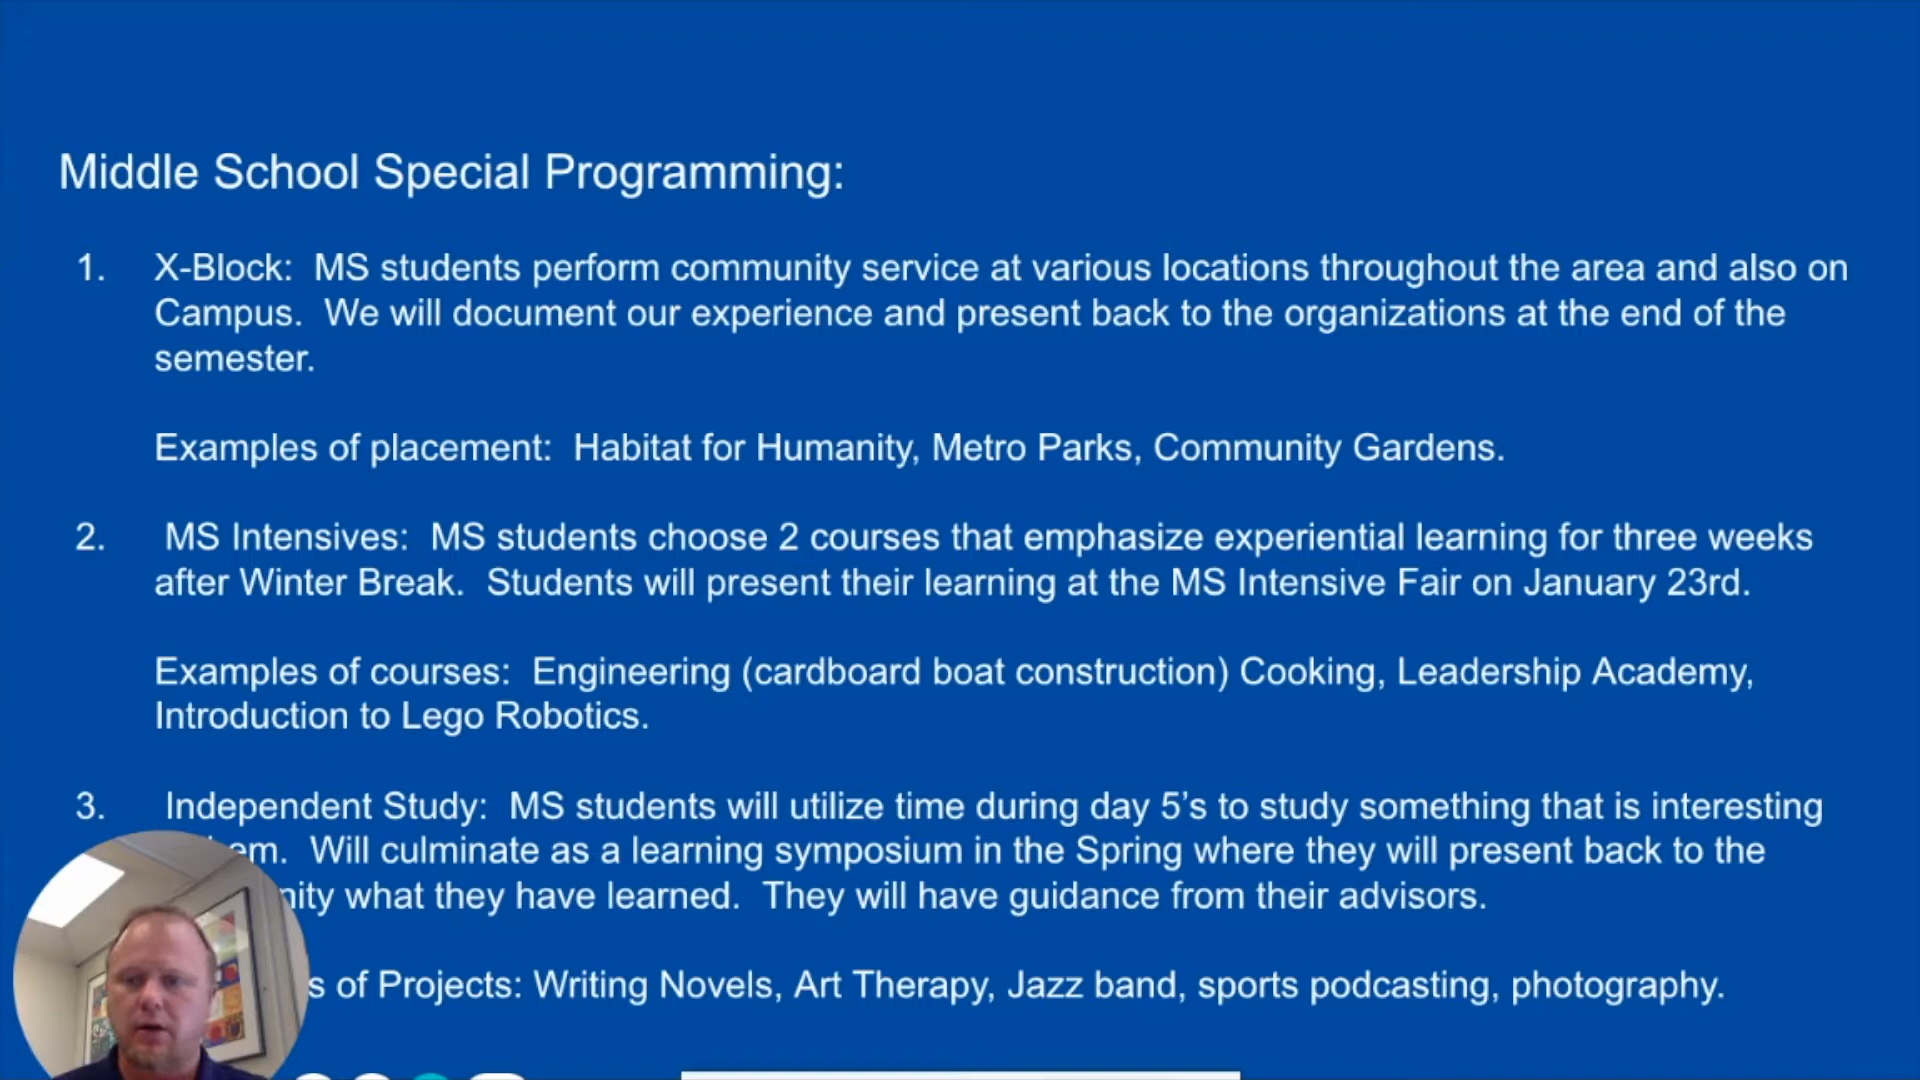 Middle School Special Programming:
1. X-Block: MS students perform community service at various locations throughout the area and also on
Campus. We will document our experience and present back to the organizations at the end of the
semester.
Examples of placement: Habitat for Humanity, Metro Parks, Community Gardens.
2. MS Intensives: MS students choose 2 courses that emphasize experiential learning for three weeks
after Winter Break. Students will present their learning at the MS Intensive Fair on January 23rd.
Examples of courses: Engineering (cardboard boat construction) Cooking, Leadership Academy,
Introduction to Lego Robotics.
3. Independent Study: MS students will utilize time during day 5's to study something that is interesting
Will culminate as a learning symposium in the Spring where they will present back to the
what they have learned. They will have guidance from their advisors.
of Projects: Writing Novels, Art Therapy, Jazz band, sports podcasting, photography.